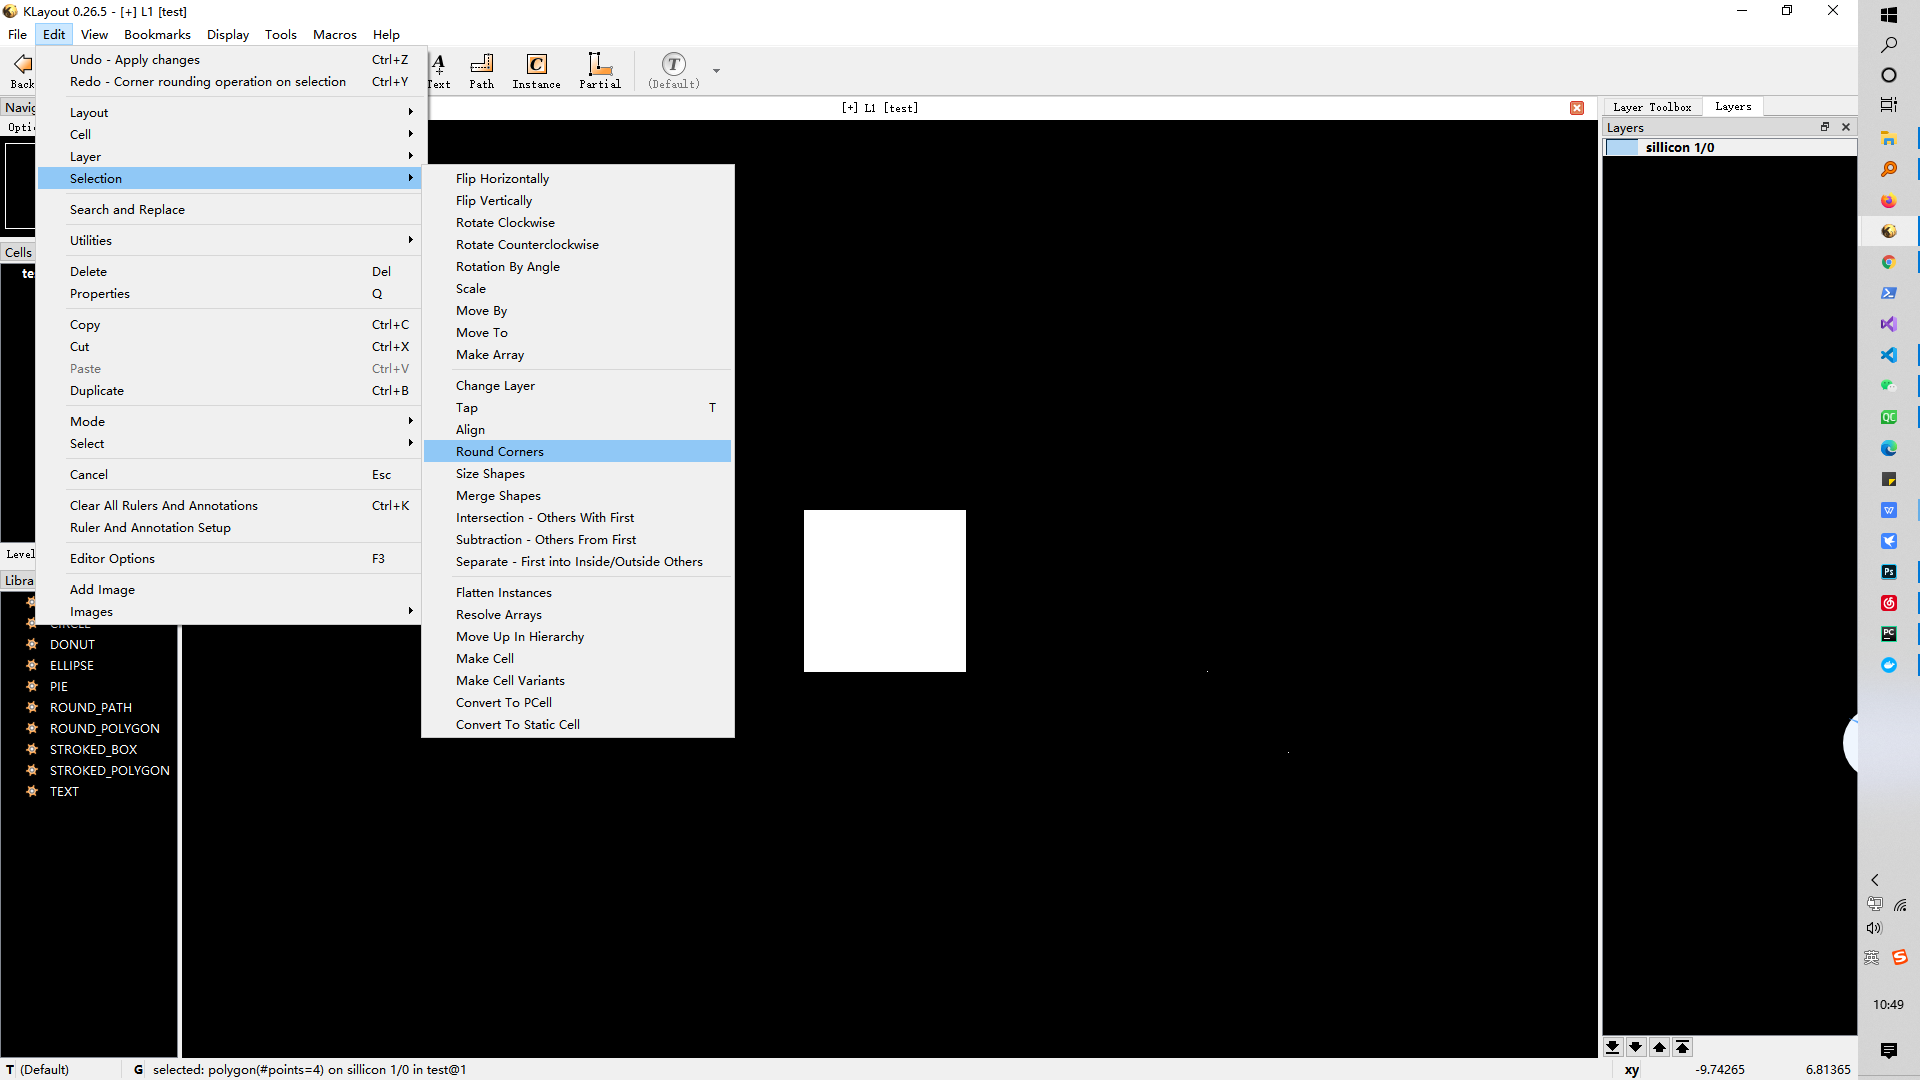 KLayout 0.26.5 - [+] L1 [test]
File Edit View Bookmarks Display Tools Macros Help
Back Text Path Instance Partial (Default)
Undo - Apply changes Ctrl+Z
Redo - Corner rounding operation on selection Ctrl+Y
Layout
Cell
Layer
Selection
Search and Replace
Utilities
Delete Del
Properties Q
Copy Ctrl+C
Cut Ctrl+X
Paste Ctrl+V
Duplicate Ctrl+B
Mode
Select
Cancel Esc
Clear All Rulers And Annotations Ctrl+K
Ruler And Annotation Setup
Editor Options F3
Add Image
Images
Flip Horizontally
Flip Vertically
Rotate Clockwise
Rotate Counterclockwise
Rotation By Angle
Scale
Move By
Move To
Make Array
Change Layer
Tap T
Align
Round Corners
Size Shapes
Merge Shapes
Intersection - Others With First
Subtraction - Others From First
Separate - First into Inside/Outside Others
Flatten Instances
Resolve Arrays
Move Up In Hierarchy
Make Cell
Make Cell Variants
Convert To PCell
Convert To Static Cell
Navig
Optio
Cells
te
Level
Libra
CIRCLE
DONUT
ELLIPSE
PIE
ROUND_PATH
ROUND_POLYGON
STROKED_BOX
STROKED_POLYGON
TEXT
[+] L1 [test]
Layer Toolbox Layers
Layers
sillicon 1/0
英
10:49
T (Default) G selected: polygon(#points=4) on sillicon 1/0 in test@1 xy -9.74265 6.81365